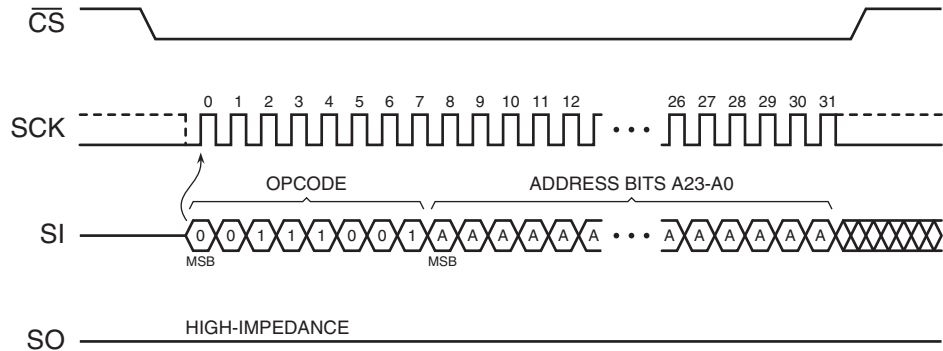 CS
0 1 2 3 4 5 6 7 8 9 10 11 12 26 27 28 29 30 31
SCK
OPCODE ADDRESS BITS A23-A0
SI 0 0 1 1 1 0 0 1 A A A A A A A A A A A A
MSB MSB
HIGH-IMPEDANCE
SO